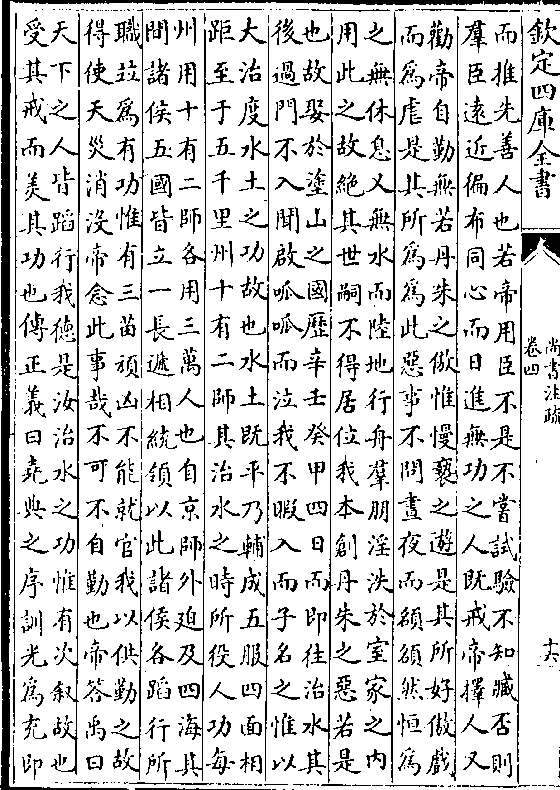 欽定四庫全書
尚書注疏
卷四
十六
而推先善人也若帝用臣不是不嘗試驗不知臧否則
羣臣遠近徧布同心而日進無功之人既戒帝擇人又
勸帝自勤無若丹朱之傲惟慢褻之遊是其所好傲戲
而為虐是其所為為此惡事不問晝夜而頟頟然恒為
之無休息又無水而陸地行舟羣朋淫泆於室家之內
用此之故絶其世嗣不得居位我本創丹朱之惡若是
也故娶於塗山之國歷辛壬癸甲四日而即往治水其
後過門不入聞啟呱呱而泣我不暇入而子名之惟以
大治度水土之功故也水土既平乃輔成五服四面相
距至于五千里州十有二師其治水之時所役人功每
州用十有二師各用三萬人也自京師外迫及四海其
間諸侯五國皆立一長遞相統領以此諸侯各蹈行所
職竝為有功惟有三苗頑凶不能就官我以供勤之故
得使天災消沒帝念此事哉不可不自勤也帝答禹曰
天下之人皆蹈行我德是汝治水之功惟有次叙故也
受其戒而美其功也傳正義曰堯典之序訓光為充即